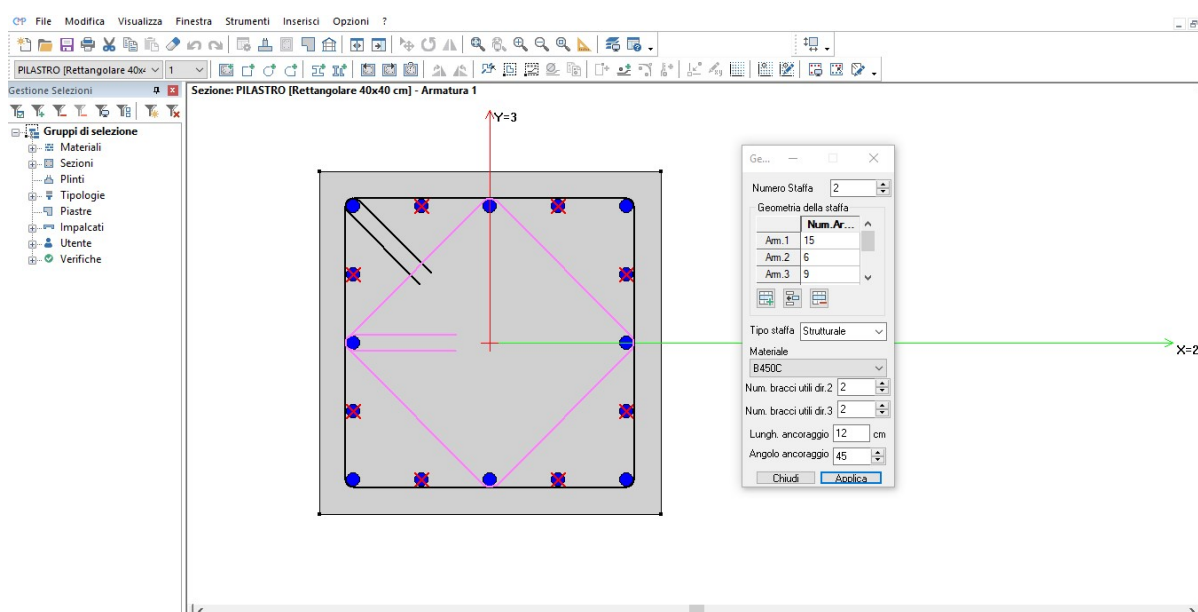 CMP File Modifica Visualizza Finestra Strumenti Inserisci Opzioni ?
PILASTRO [Rettangolare 40x4 1
Gestione Selezioni
Sezione: PILASTRO [Rettangolare 40x40 cm] - Armatura 1
Gruppi di selezione
Materiali
Sezioni
Plinti
Tipologie
Piastre
Impalcati
Utente
Verifiche
Y=3
X=2
Ge...
Numero Staffa 2
Geometria della staffa
Num.Ar...
Arm.1 15
Arm.2 6
Arm.3 9
Tipo staffa Strutturale
Materiale
B450C
Num. bracci utili dir.2 2
Num. bracci utili dir.3 2
Lungh. ancoraggio 12 cm
Angolo ancoraggio 45
Chiudi Applica